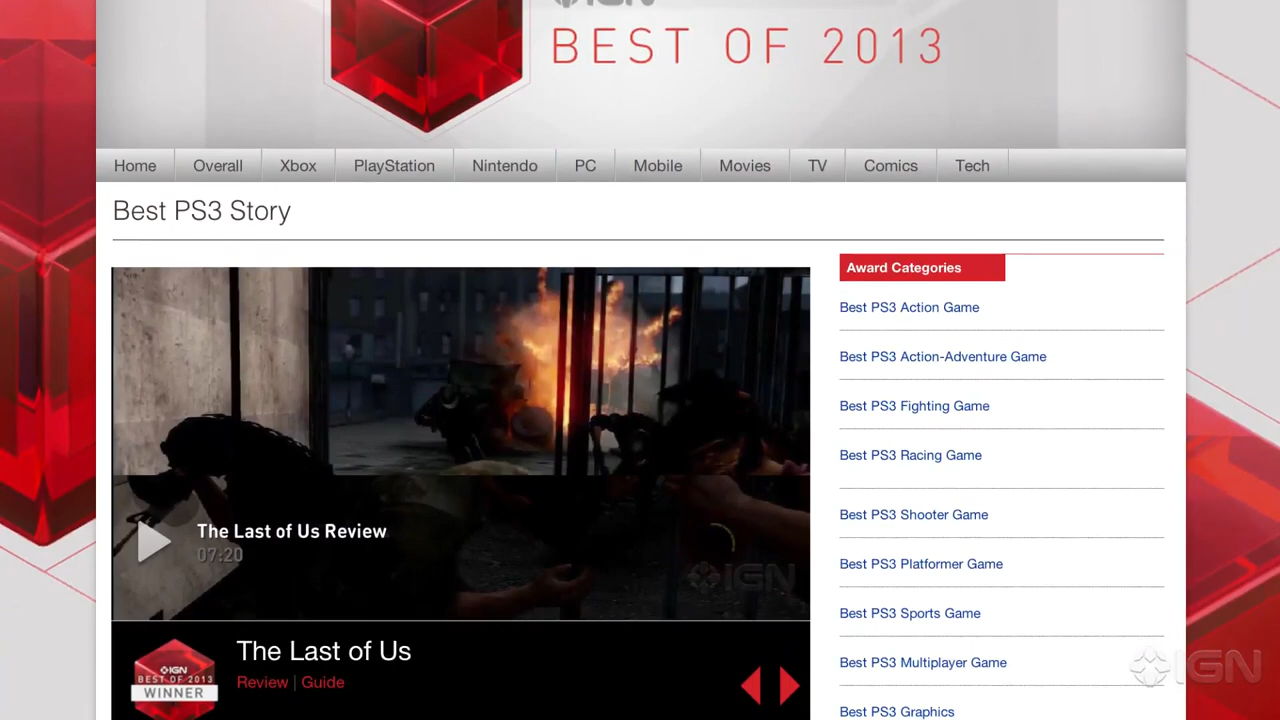 IGN
BEST OF 2013
Home Overall Xbox PlayStation Nintendo PC Mobile Movies TV Comics Tech
Best PS3 Story
Award Categories
Best PS3 Action Game
Best PS3 Action-Adventure Game
Best PS3 Fighting Game
Best PS3 Racing Game
Best PS3 Shooter Game
Best PS3 Platformer Game
Best PS3 Sports Game
Best PS3 Multiplayer Game
Best PS3 Graphics
The Last of Us Review
07:20
IGN
The Last of Us
Review | Guide
IGN
BEST OF 2013
WINNER
IGN